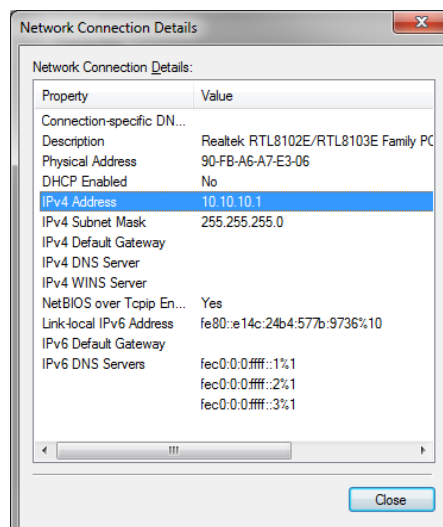 Network Connection Details
X
Network Connection Details:
Property Value
Connection-specific DN...
Description Realtek RTL8102E/RTL8103E Family PC
Physical Address 90-FB-A6-A7-E3-06
DHCP Enabled No
IPv4 Address 10.10.10.1
IPv4 Subnet Mask 255.255.255.0
IPv4 Default Gateway
IPv4 DNS Server
IPv4 WINS Server
NetBIOS over Tcpip En... Yes
Link-local IPv6 Address fe80::e14c:24b4:577b:9736%10
IPv6 Default Gateway
IPv6 DNS Servers fec0:0:0:ffff::1%1
fec0:0:0:ffff::2%1
fec0:0:0:ffff::3%1
Close